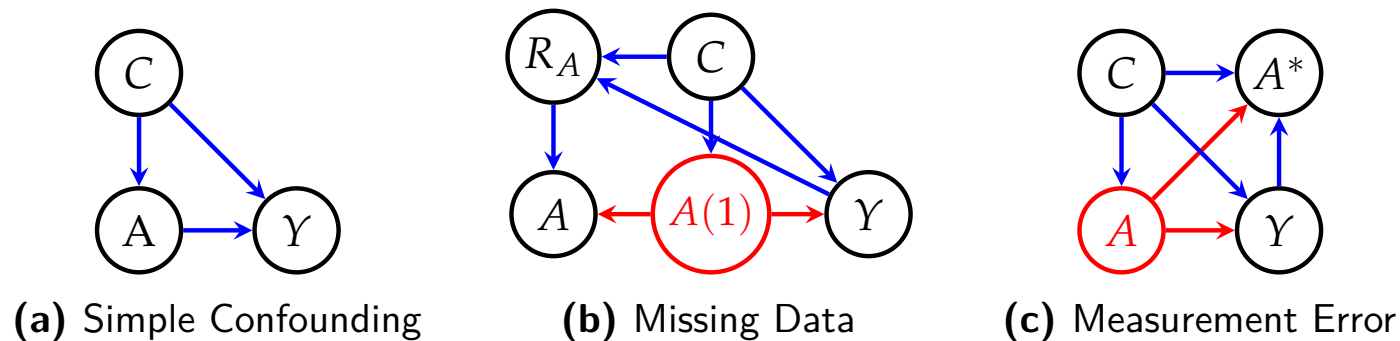 C
A
Y
(a) Simple Confounding
R_A
C
A
A(1)
Y
(b) Missing Data
C
A*
A
Y
(c) Measurement Error